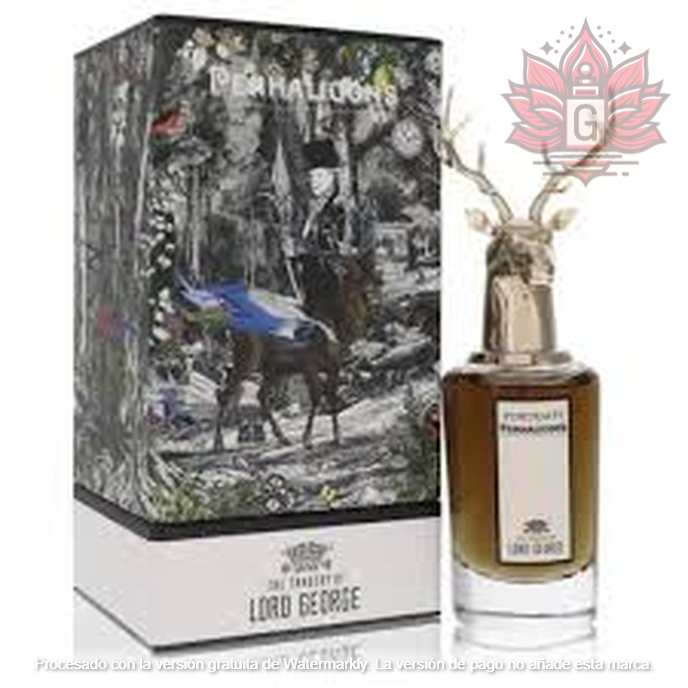 PENHALIGON'S
G
PORTRAITS
PENHALIGON'S
LORD GEORGE
THE TRAGEDY OF
LORD GEORGE
Procesado con la versión gratuita de Watermarkly. La versión de pago no añade esta marca.